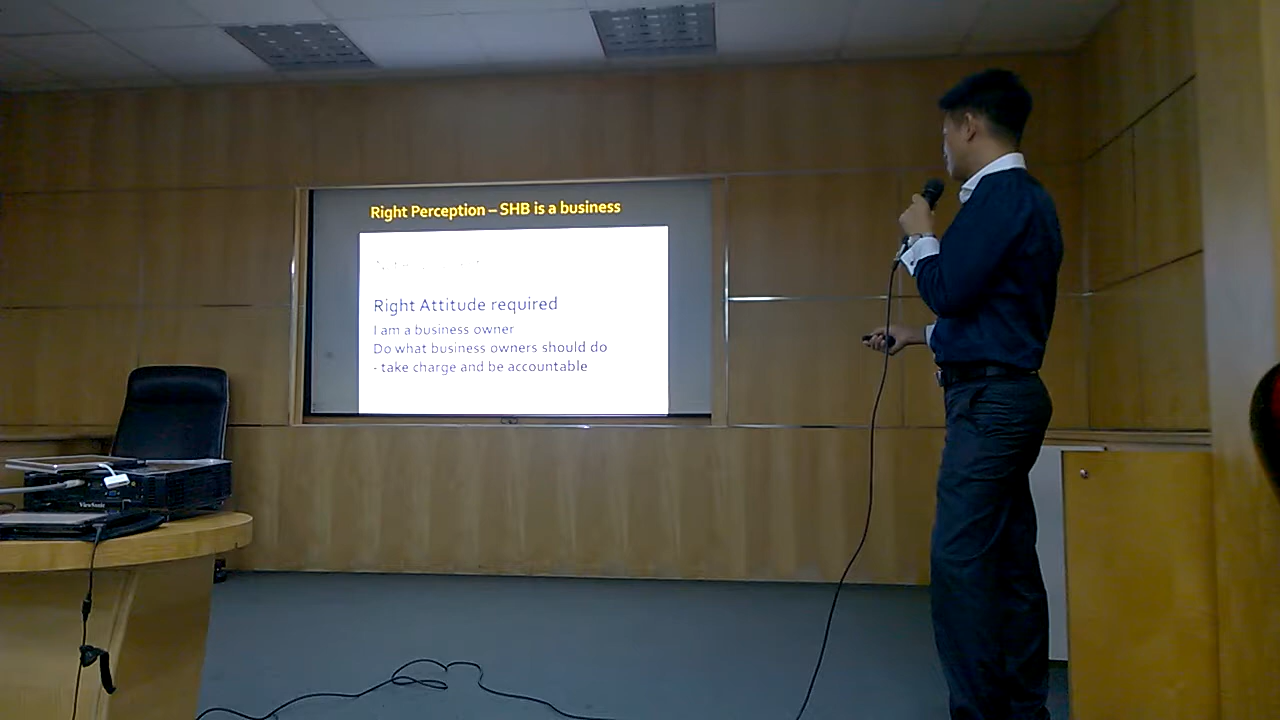 Right Perception – SHB is a business
Right Attitude required
I am a business owner
Do what business owners should do
- take charge and be accountable
ViewSonic